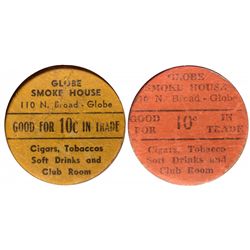 GLOBE
SMOKE HOUSE
110 N. Broad - Globe
GOOD FOR 10c IN TRADE
Cigars, Tobaccos
Soft Drinks and
Club Room
GLOBE
SMOKE HOUSE
0 N. Broad - Globe
GOOD IN
FOR 10c TRADE
Cigars, Tobacco
Soft Drinks and
Club Room